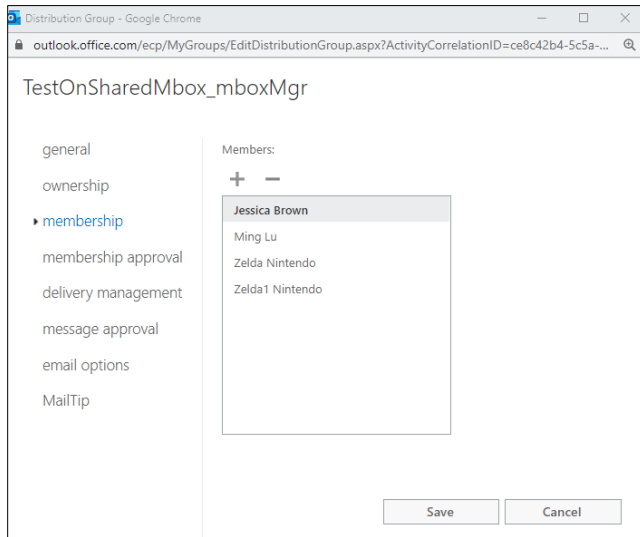 Distribution Group - Google Chrome
outlook.office.com/ecp/MyGroups/EditDistributionGroup.aspx?ActivityCorrelationID=ce8c42b4-5c5a-...
TestOnSharedMbox_mboxMgr
general
ownership
membership
membership approval
delivery management
message approval
email options
MailTip
Members:
Jessica Brown
Ming Lu
Zelda Nintendo
Zelda1 Nintendo
Save
Cancel